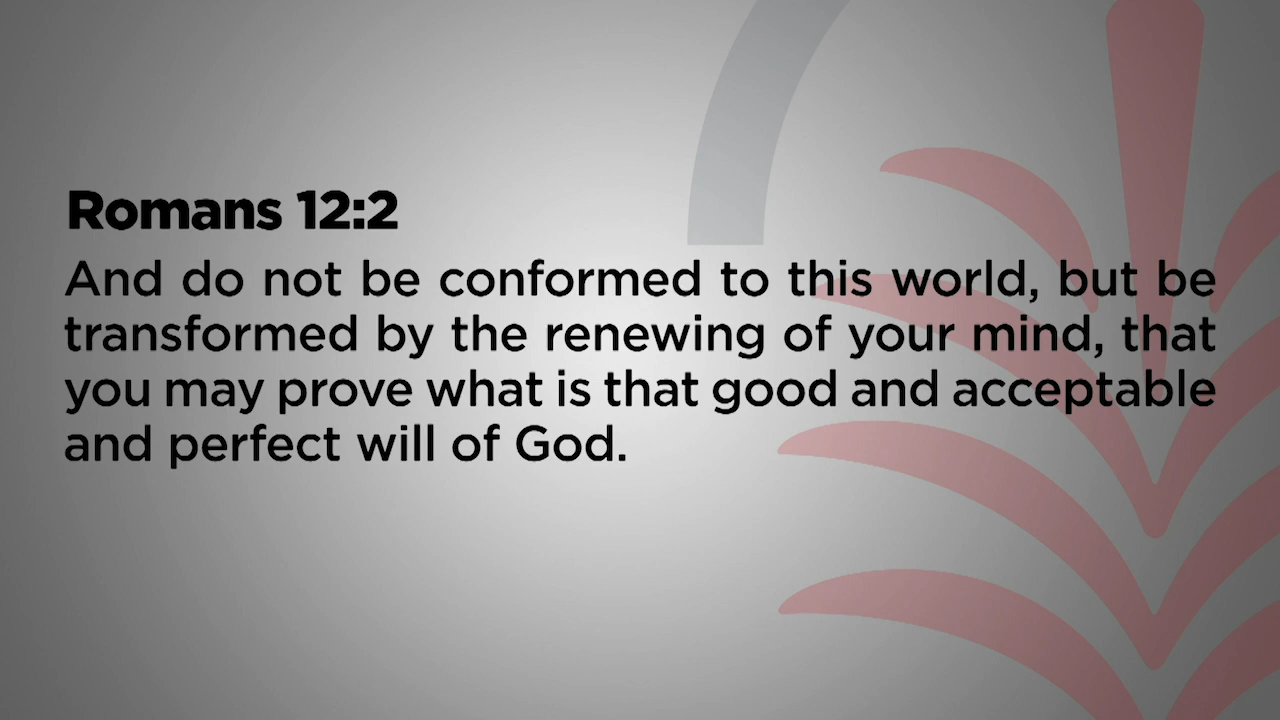 Romans 12:2
And do not be conformed to this world, but be
transformed by the renewing of your mind, that
you may prove what is that good and acceptable
and perfect will of God.